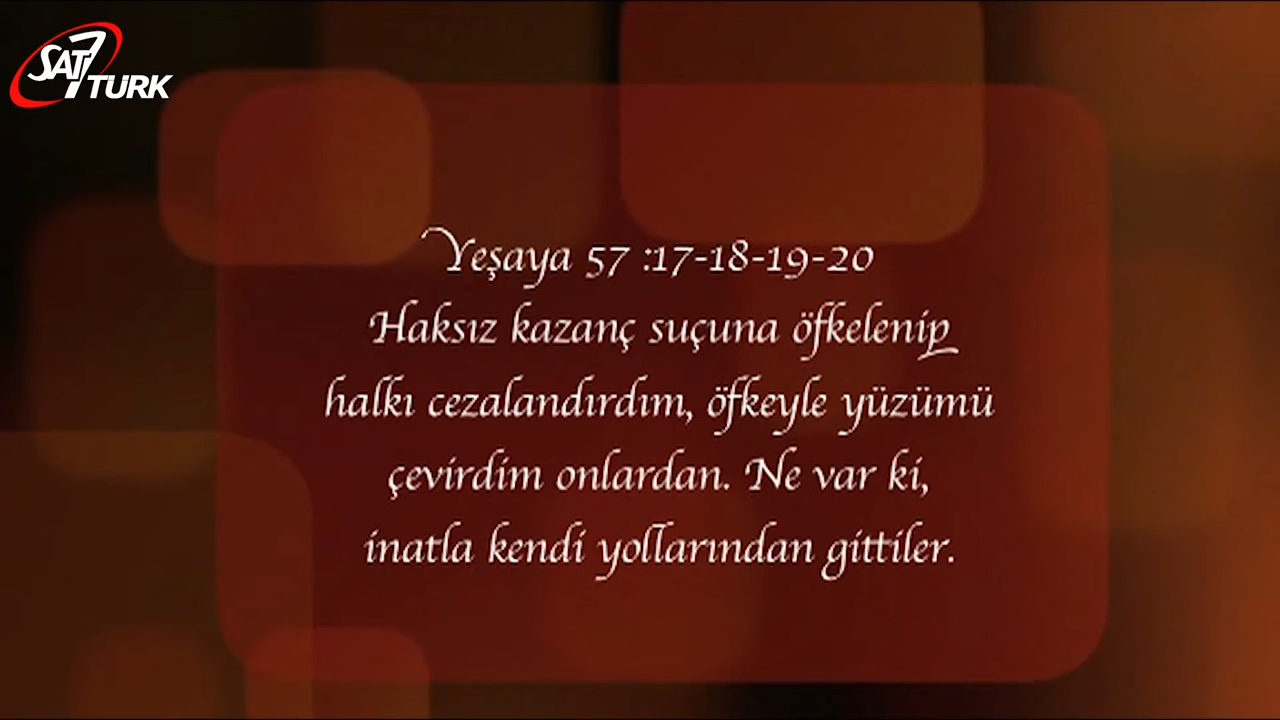 SAT7
TURK
Yeşaya 57 :17-18-19-20
Haksız kazanç suçuna öfkelenip
halkı cezalandırdım, öfkeyle yüzümü
çevirdim onlardan. Ne var ki,
inatla kendi yollarından gittiler.